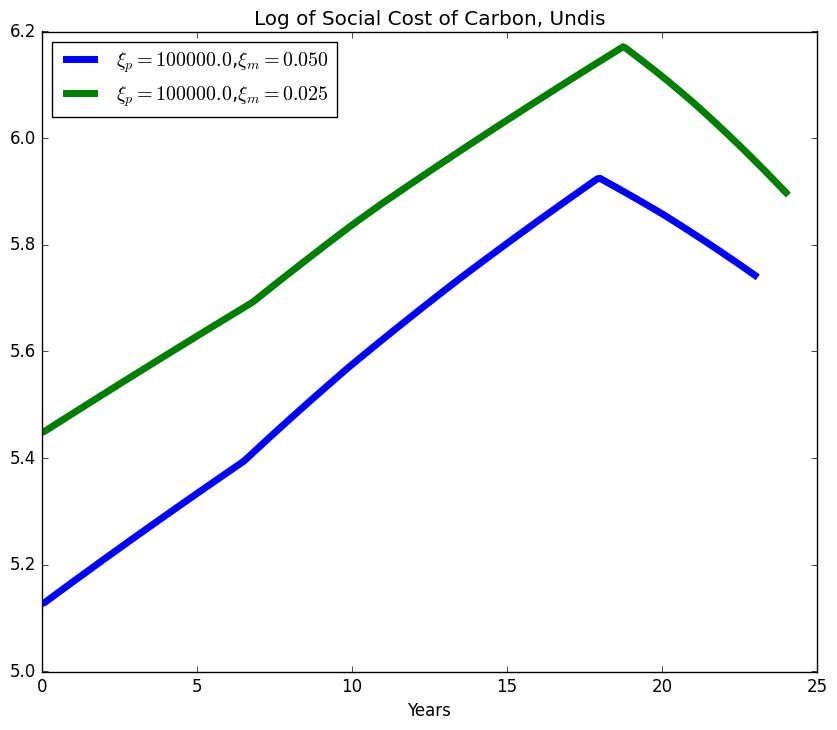 Log of Social Cost of Carbon, Undis
6.2
6.0
5.8
5.6
5.4
5.2
5.0
ξp = 100000.0,ξm = 0.050
ξp = 100000.0,ξm = 0.025
0 5 10 15 20 25
Years